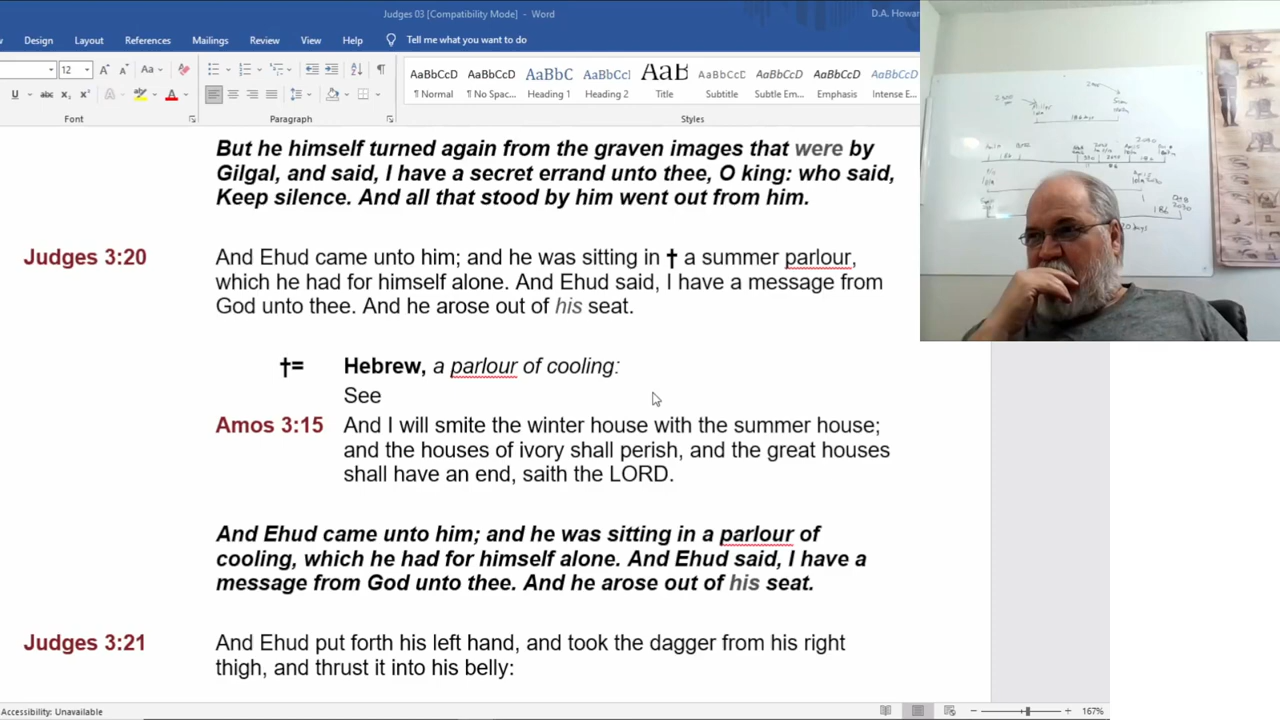 Judges 03 [Compatibility Mode] - Word
D.A. Howar
Design Layout References Mailings Review View Help Tell me what you want to do
12 Aa
U abc x₂ x² A A
Font Paragraph Styles
AaBbCcD AaBbCcD AaBbC AaBbCcI AaB AaBbCcD AaBbCcD AaBbCcD AaBbCcD
¶ Normal ¶ No Spac... Heading 1 Heading 2 Title Subtitle Subtle Em... Emphasis Intense E...
But he himself turned again from the graven images that were by
Gilgal, and said, I have a secret errand unto thee, O king: who said,
Keep silence. And all that stood by him went out from him.
Judges 3:20 And Ehud came unto him; and he was sitting in † a summer parlour,
which he had for himself alone. And Ehud said, I have a message from
God unto thee. And he arose out of his seat.
†= Hebrew, a parlour of cooling:
See
Amos 3:15 And I will smite the winter house with the summer house;
and the houses of ivory shall perish, and the great houses
shall have an end, saith the LORD.
And Ehud came unto him; and he was sitting in a parlour of
cooling, which he had for himself alone. And Ehud said, I have a
message from God unto thee. And he arose out of his seat.
Judges 3:21 And Ehud put forth his left hand, and took the dagger from his right
thigh, and thrust it into his belly:
Accessibility: Unavailable
167%